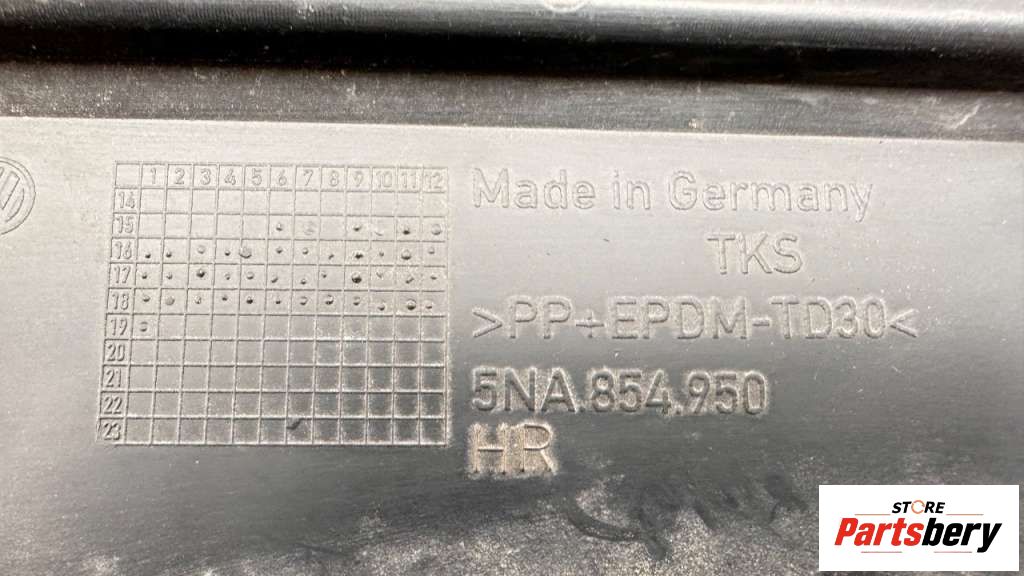 1 2 3 4 5 6 7 8 9 10 11 12
14
15
16
17
18
19
20
21
22
23
Made in Germany
TKS
>PP+EPDM-TD30<
5NA.854.950
HR
STORE
Partsbery